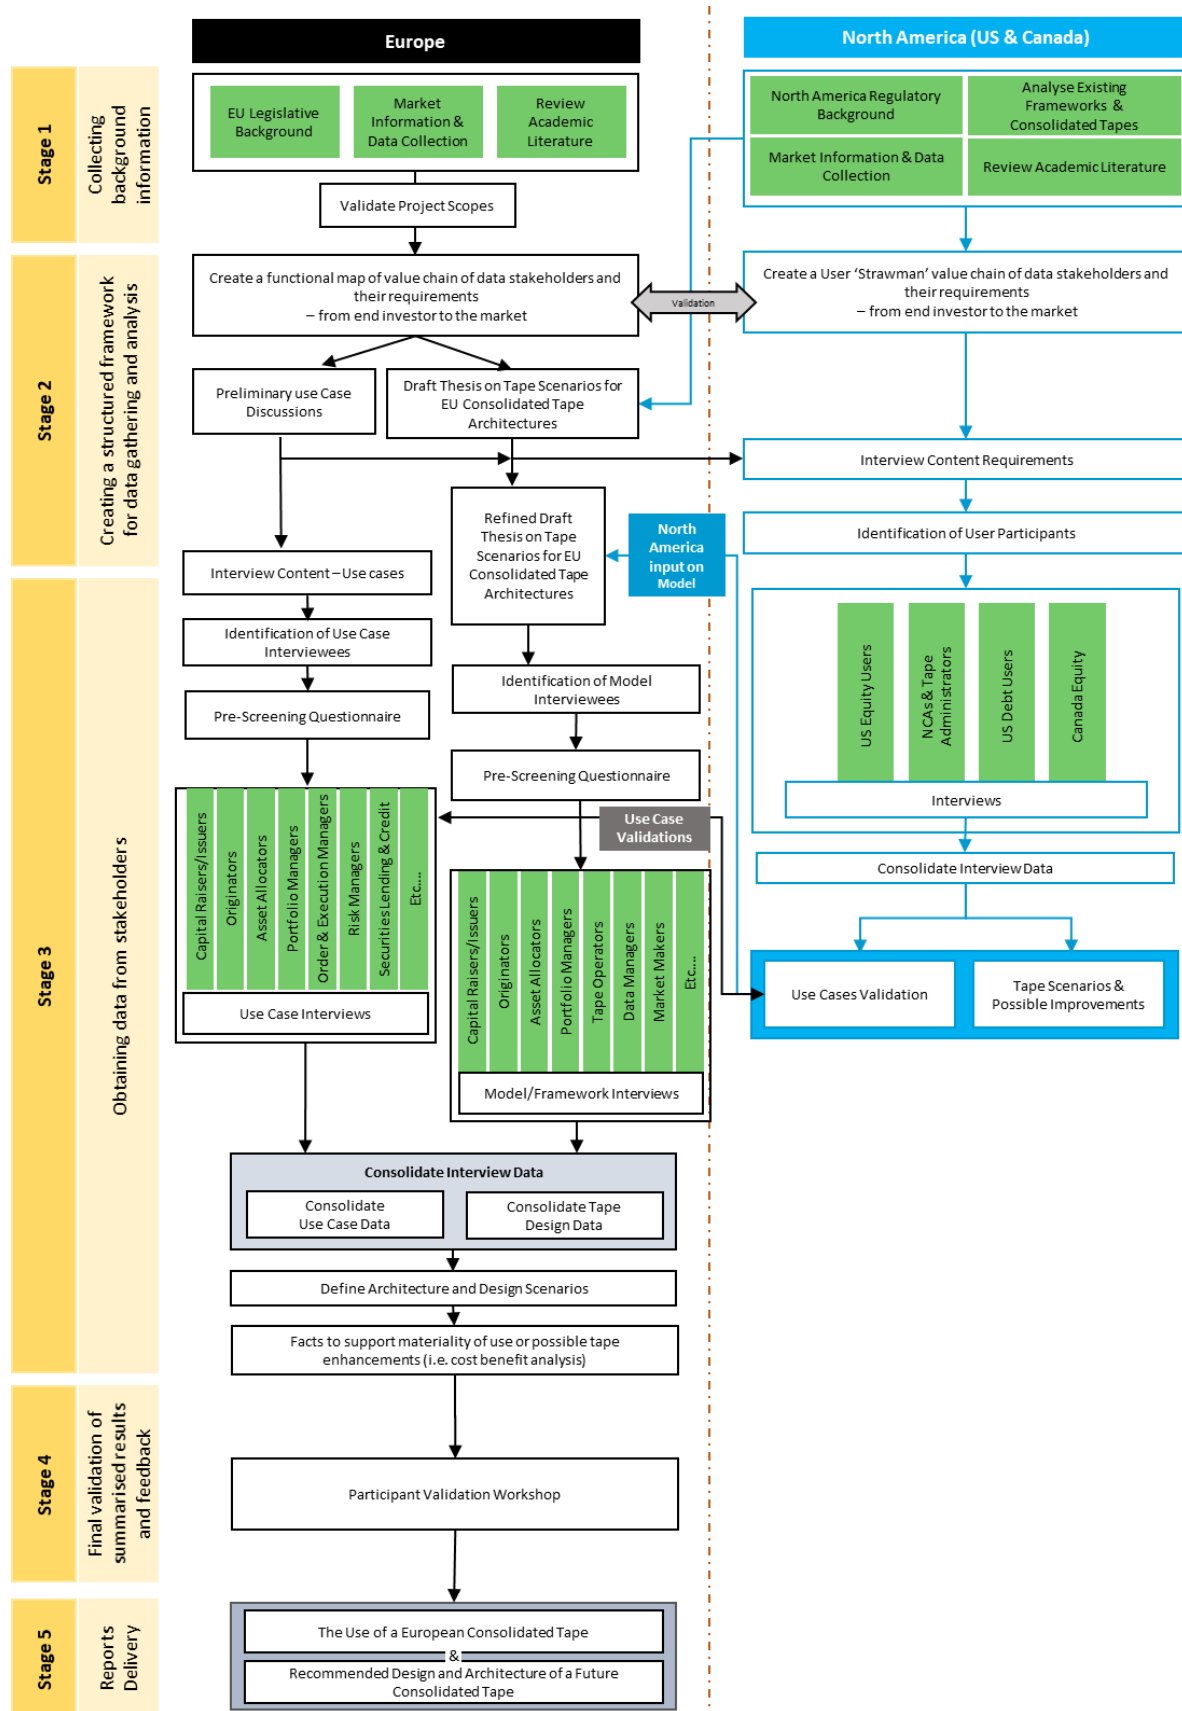 Europe
North America (US & Canada)
Stage 1
Collecting
background
information
EU Legislative
Background
Market
Information &
Data Collection
Review
Academic
Literature
North America Regulatory
Background
Analyse Existing
Frameworks &
Consolidated Tapes
Market Information & Data
Collection
Review Academic Literature
Validate Project Scopes
Stage 2
Creating a structured framework
for data gathering and analysis
Create a functional map of value chain of data stakeholders and
their requirements
– from end investor to the market
Validation
Create a User ‘Strawman’ value chain of data stakeholders and
their requirements
– from end investor to the market
Preliminary use Case
Discussions
Draft Thesis on Tape Scenarios for
EU Consolidated Tape
Architectures
Interview Content Requirements
Refined Draft
Thesis on Tape
Scenarios for EU
Consolidated Tape
Architectures
North
America
input on
Model
Identification of User Participants
Interview Content – Use cases
Stage 3
Obtaining data from stakeholders
Identification of Use Case
Interviewees
Identification of Model
Interviewees
Pre-Screening Questionnaire
Pre-Screening Questionnaire
US Equity Users
NCAs & Tape
Administrators
US Debt Users
Canada Equity
Interviews
Use Case
Validations
Capital Raisers/Issuers
Originators
Asset Allocators
Portfolio Managers
Order & Execution Managers
Risk Managers
Securities Lending & Credit
Etc....
Use Case Interviews
Capital Raisers/Issuers
Originators
Asset Allocators
Portfolio Managers
Tape Operators
Data Managers
Market Makers
Etc....
Model/Framework Interviews
Consolidate Interview Data
Use Cases Validation
Tape Scenarios &
Possible Improvements
Consolidate Interview Data
Consolidate
Use Case Data
Consolidate Tape
Design Data
Define Architecture and Design Scenarios
Facts to support materiality of use or possible tape
enhancements (i.e. cost benefit analysis)
Stage 4
Final validation of
summarised results
and feedback
Participant Validation Workshop
Stage 5
Reports
Delivery
The Use of a European Consolidated Tape
&
Recommended Design and Architecture of a Future
Consolidated Tape